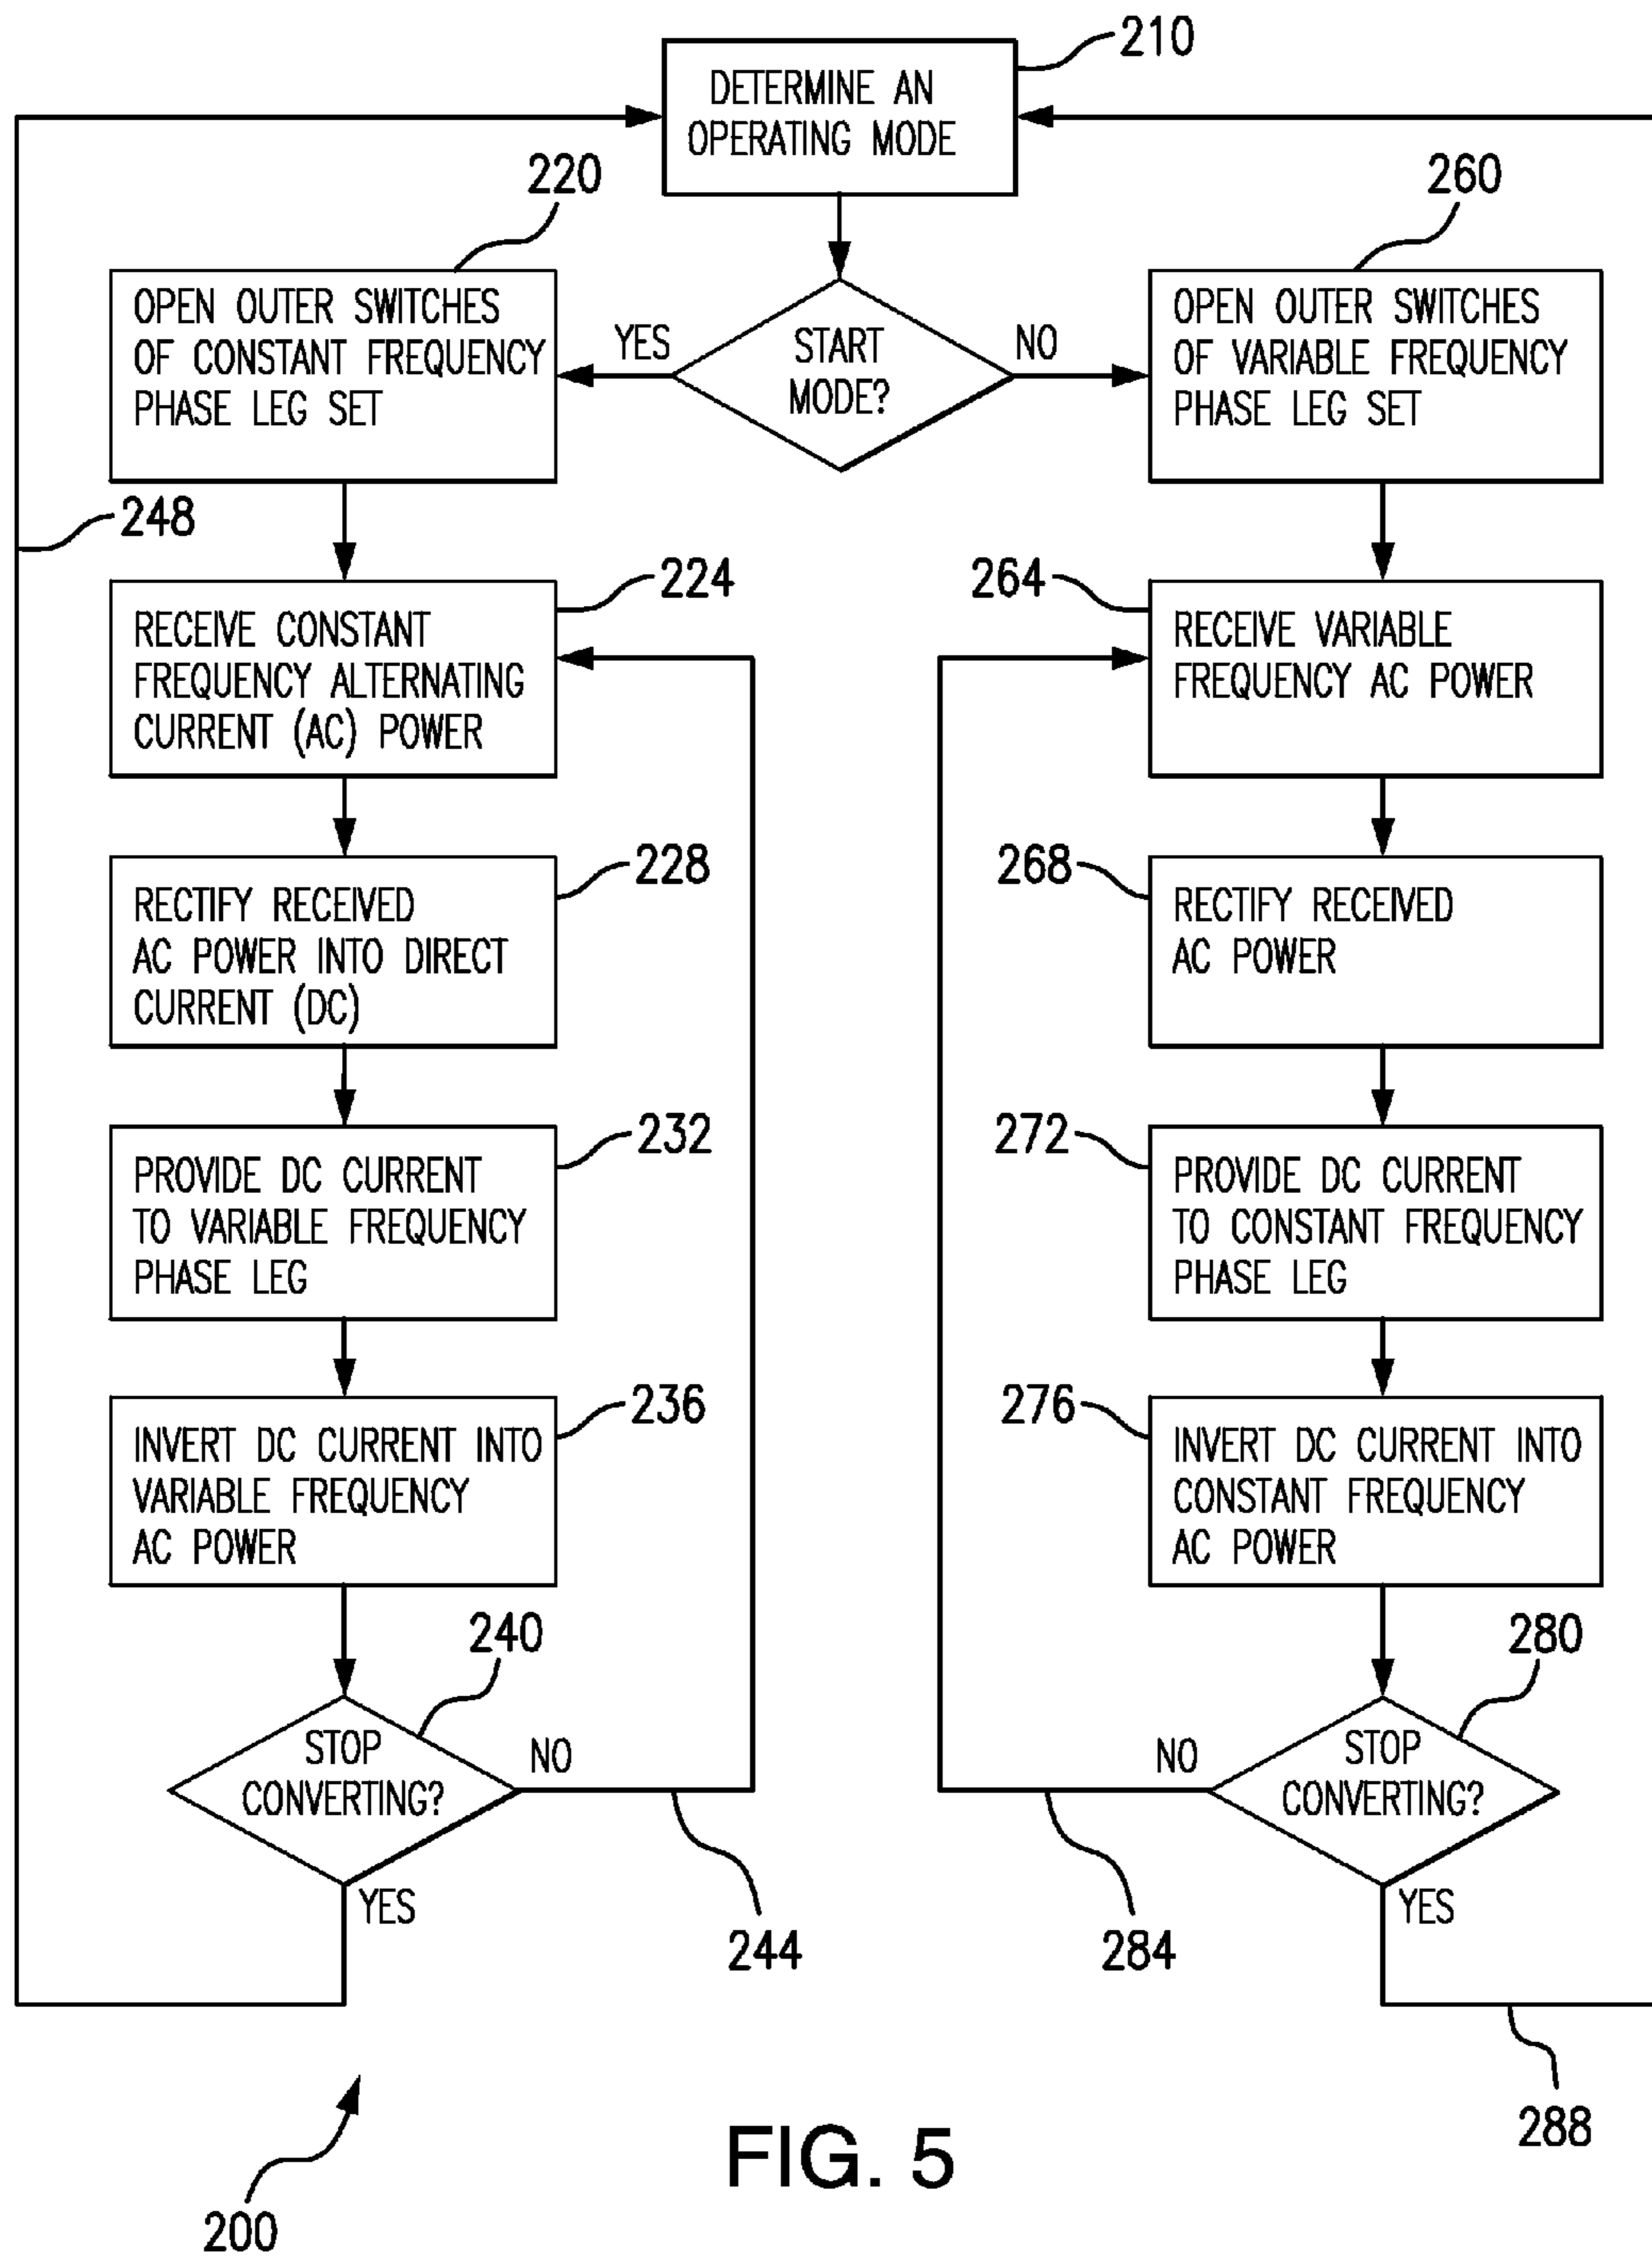 210
DETERMINE AN
OPERATING MODE
220
260
OPEN OUTER SWITCHES
OF CONSTANT FREQUENCY
PHASE LEG SET
YES
START
MODE?
NO
OPEN OUTER SWITCHES
OF VARIABLE FREQUENCY
PHASE LEG SET
248
224
RECEIVE CONSTANT
FREQUENCY ALTERNATING
CURRENT (AC) POWER
264
RECEIVE VARIABLE
FREQUENCY AC POWER
228
RECTIFY RECEIVED
AC POWER INTO DIRECT
CURRENT (DC)
268
RECTIFY RECEIVED
AC POWER
232
PROVIDE DC CURRENT
TO VARIABLE FREQUENCY
PHASE LEG
272
PROVIDE DC CURRENT
TO CONSTANT FREQUENCY
PHASE LEG
236
INVERT DC CURRENT INTO
VARIABLE FREQUENCY
AC POWER
276
INVERT DC CURRENT INTO
CONSTANT FREQUENCY
AC POWER
240
STOP
CONVERTING?
NO
YES
244
280
STOP
CONVERTING?
NO
YES
284
288
200
FIG. 5